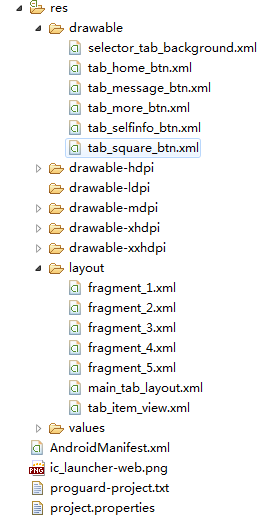 res
drawable
selector_tab_background.xml
tab_home_btn.xml
tab_message_btn.xml
tab_more_btn.xml
tab_selfinfo_btn.xml
tab_square_btn.xml
drawable-hdpi
drawable-ldpi
drawable-mdpi
drawable-xhdpi
drawable-xxhdpi
layout
fragment_1.xml
fragment_2.xml
fragment_3.xml
fragment_4.xml
fragment_5.xml
main_tab_layout.xml
tab_item_view.xml
values
AndroidManifest.xml
ic_launcher-web.png
proguard-project.txt
project.properties